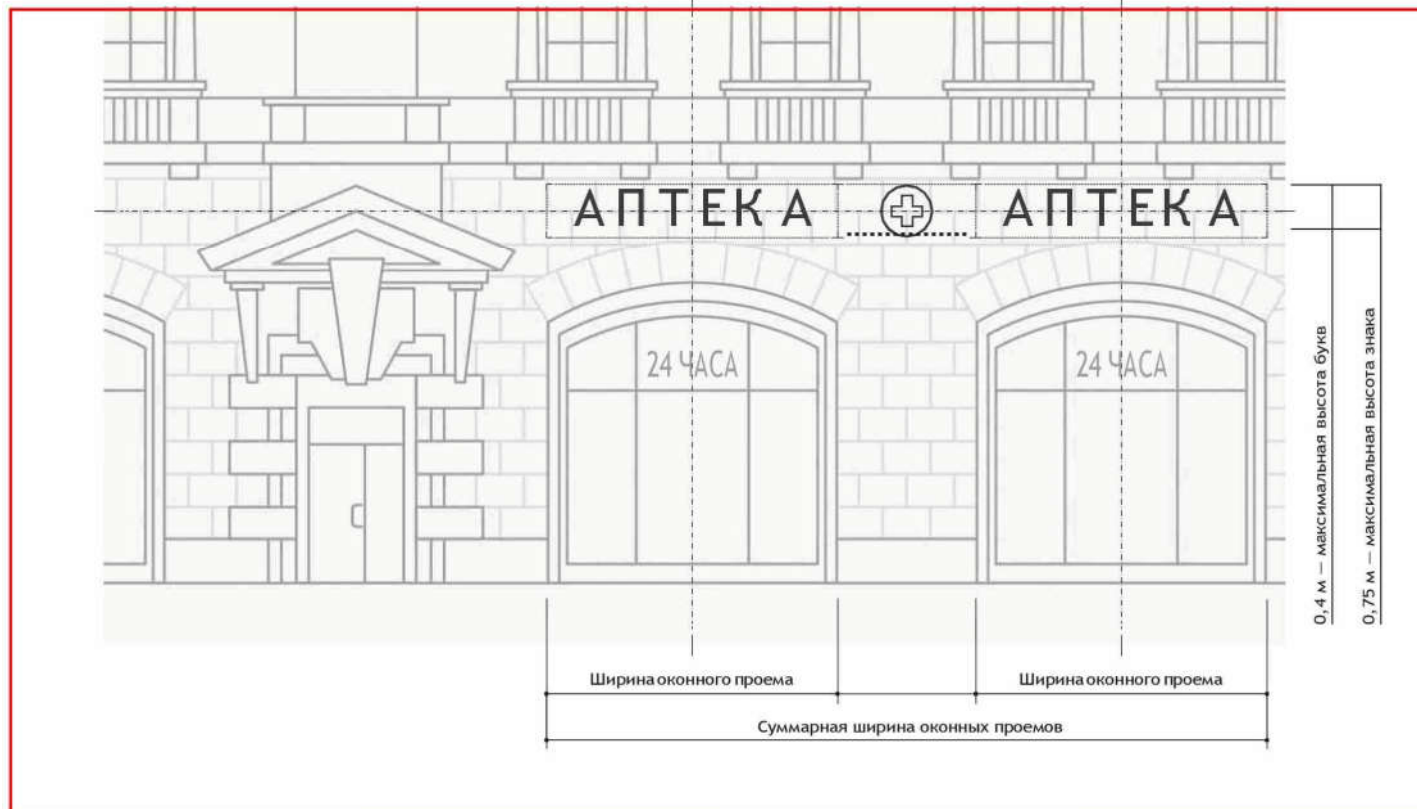 АПТЕКА АПТЕКА
24 ЧАСА 24 ЧАСА
0,4 м — максимальная высота букв
0,75 м — максимальная высота знака
Ширина оконного проема Ширина оконного проема
Суммарная ширина оконных проемов